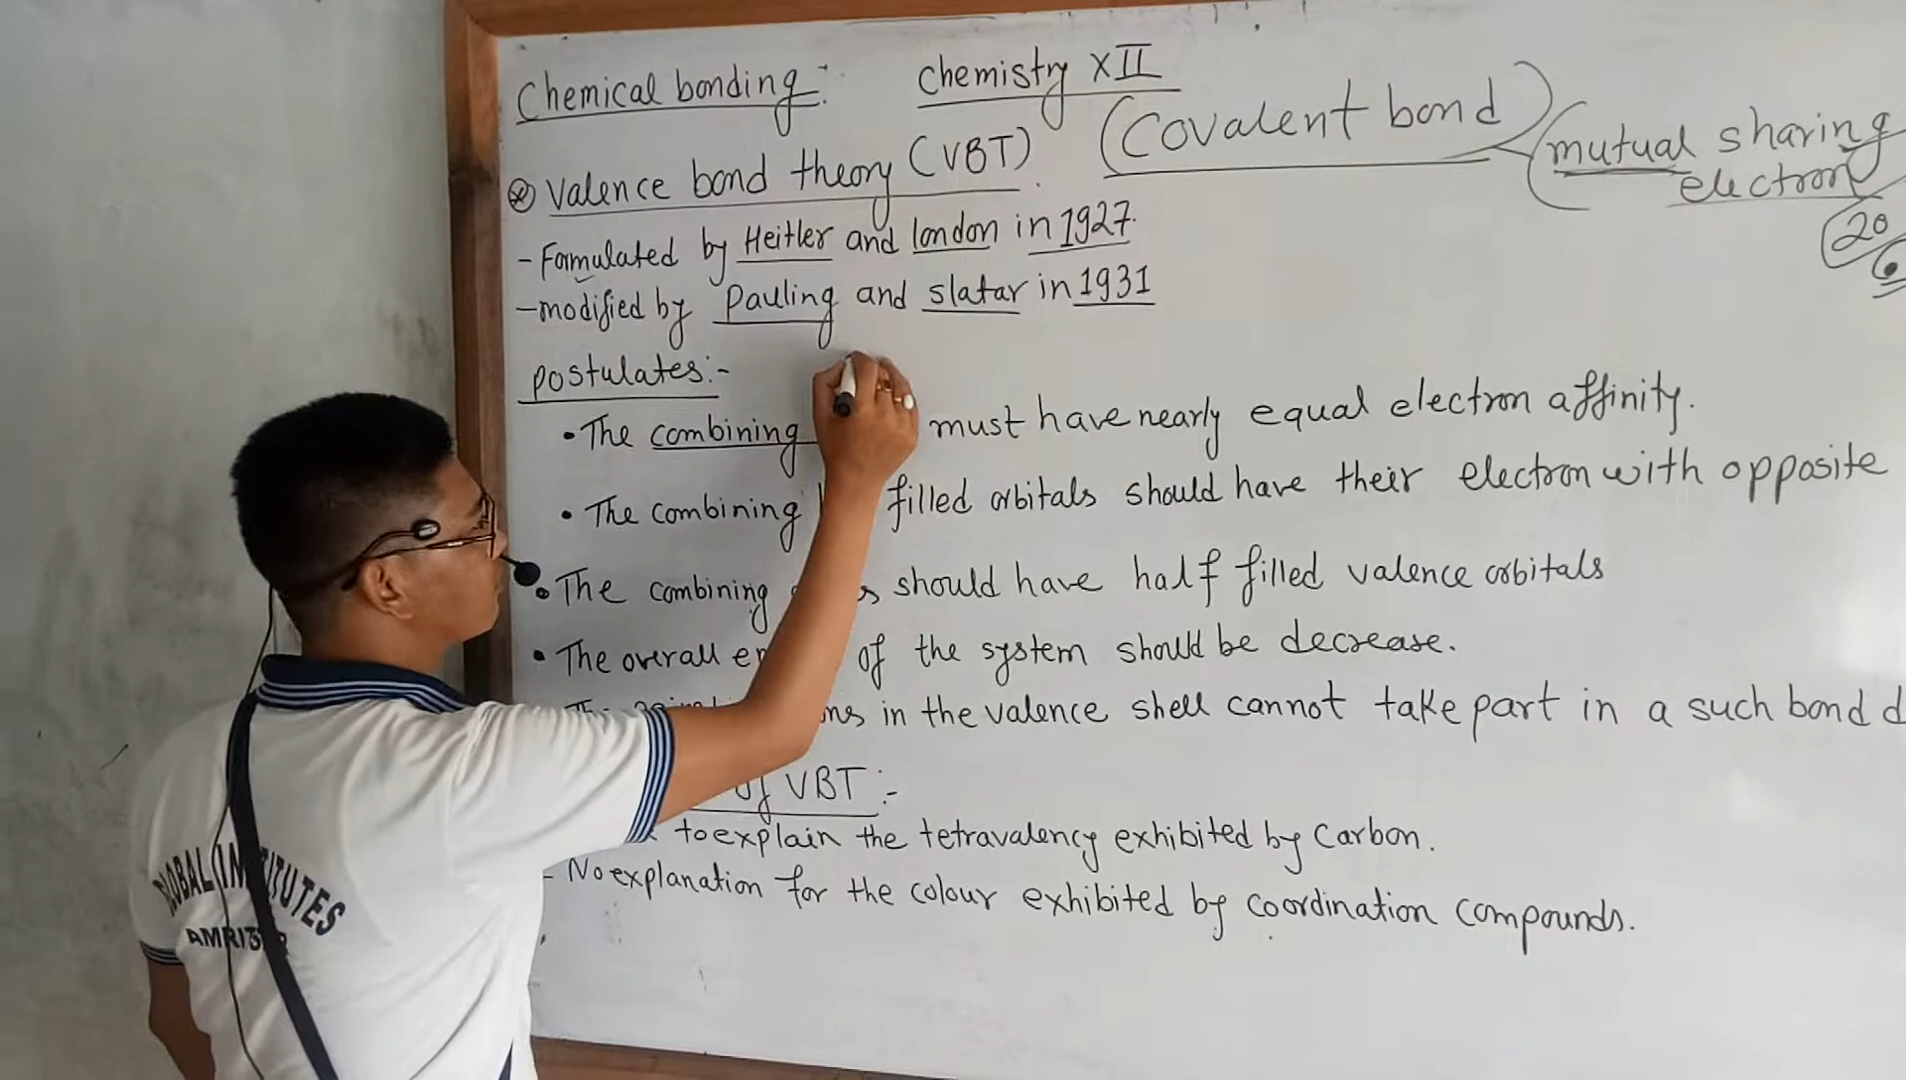 Chemical bonding:
Chemistry XII
⊛ Valence bond theory (VBT)
(Covalent bond)
mutual sharing
electron
20
- Formulated by Heitler and london in 1927.
- modified by Pauling and slatar in 1931
postulates:-
• The combining must have nearly equal electron affinity.
• The combining filled orbitals should have their electron with opposite
• The combining should have half filled valence orbitals
• The overall of the system should be decrease.
in the valence shell cannot take part in a such bond
of VBT :-
to explain the tetravalency exhibited by Carbon.
- No explanation for the colour exhibited by coordination compounds.
GLOBAL INSTITUTES
AMRITSAR